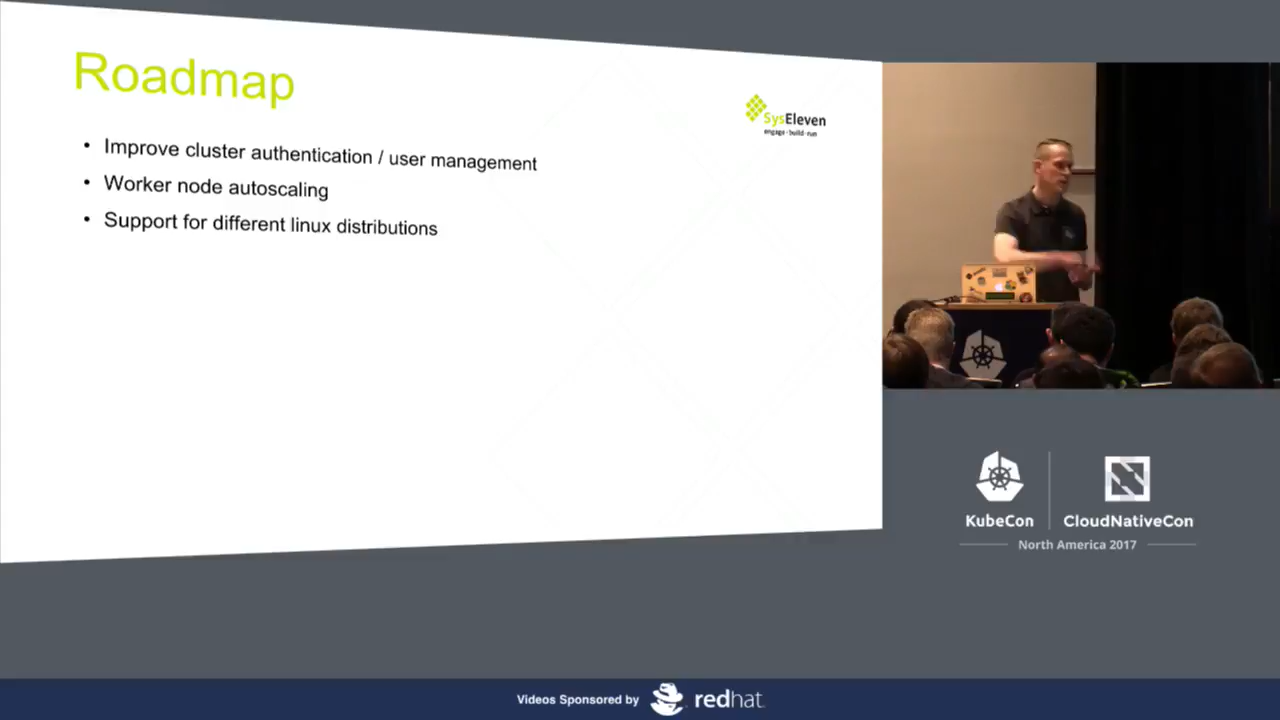 Roadmap
SysEleven
engage·build·run
• Improve cluster authentication / user management
• Worker node autoscaling
• Support for different linux distributions
KubeCon
CloudNativeCon
North America 2017
Videos Sponsored by
redhat